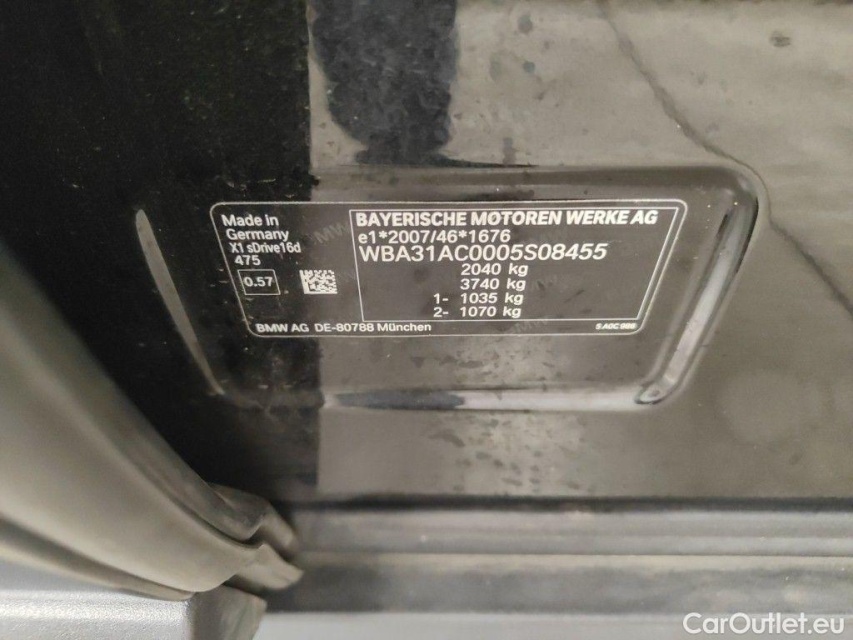 Made in
Germany
X1 sDrive16d
475
0.57
BAYERISCHE MOTOREN WERKE AG
e1*2007/46*1676
WBA31AC0005S08455
2040 kg
3740 kg
1- 1035 kg
2- 1070 kg
BMW AG DE-80788 München
CarOutlet.eu